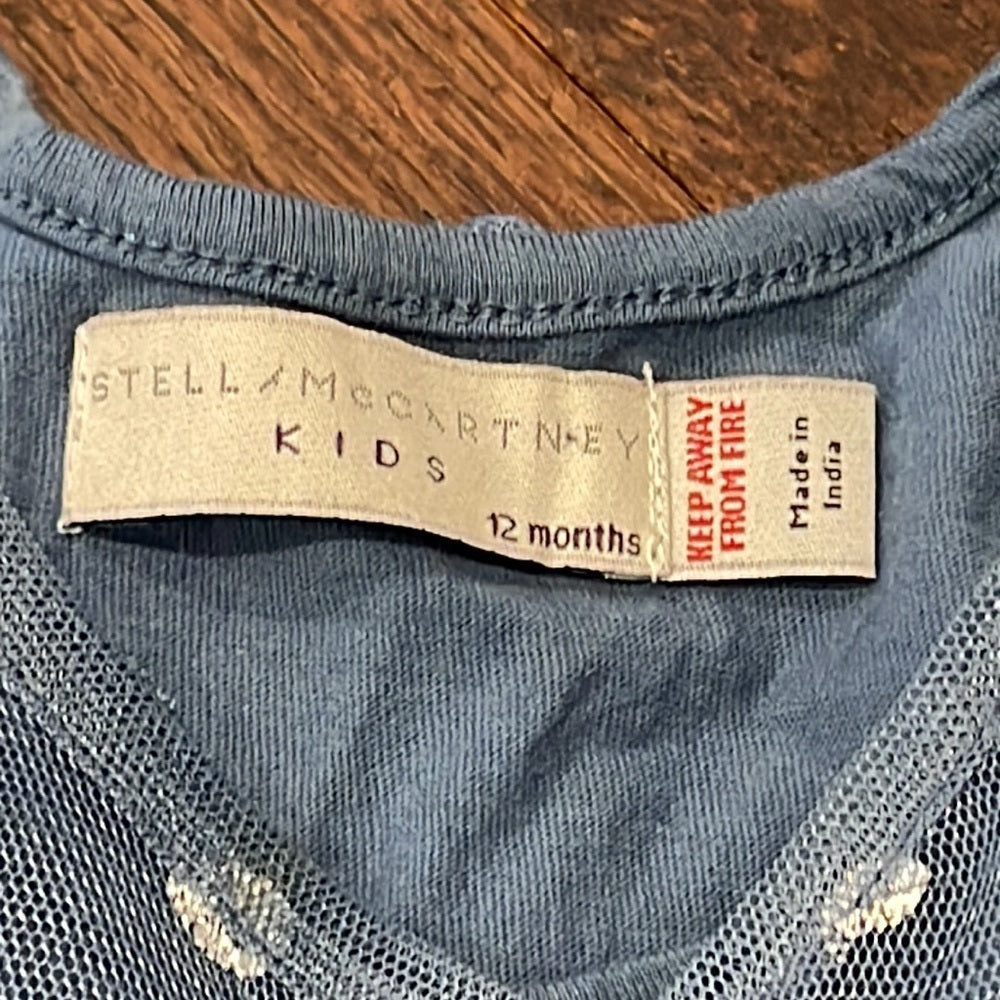 STELLA McCARTNEY
KIDS
12 months
KEEP AWAY
FROM FIRE
Made in
India